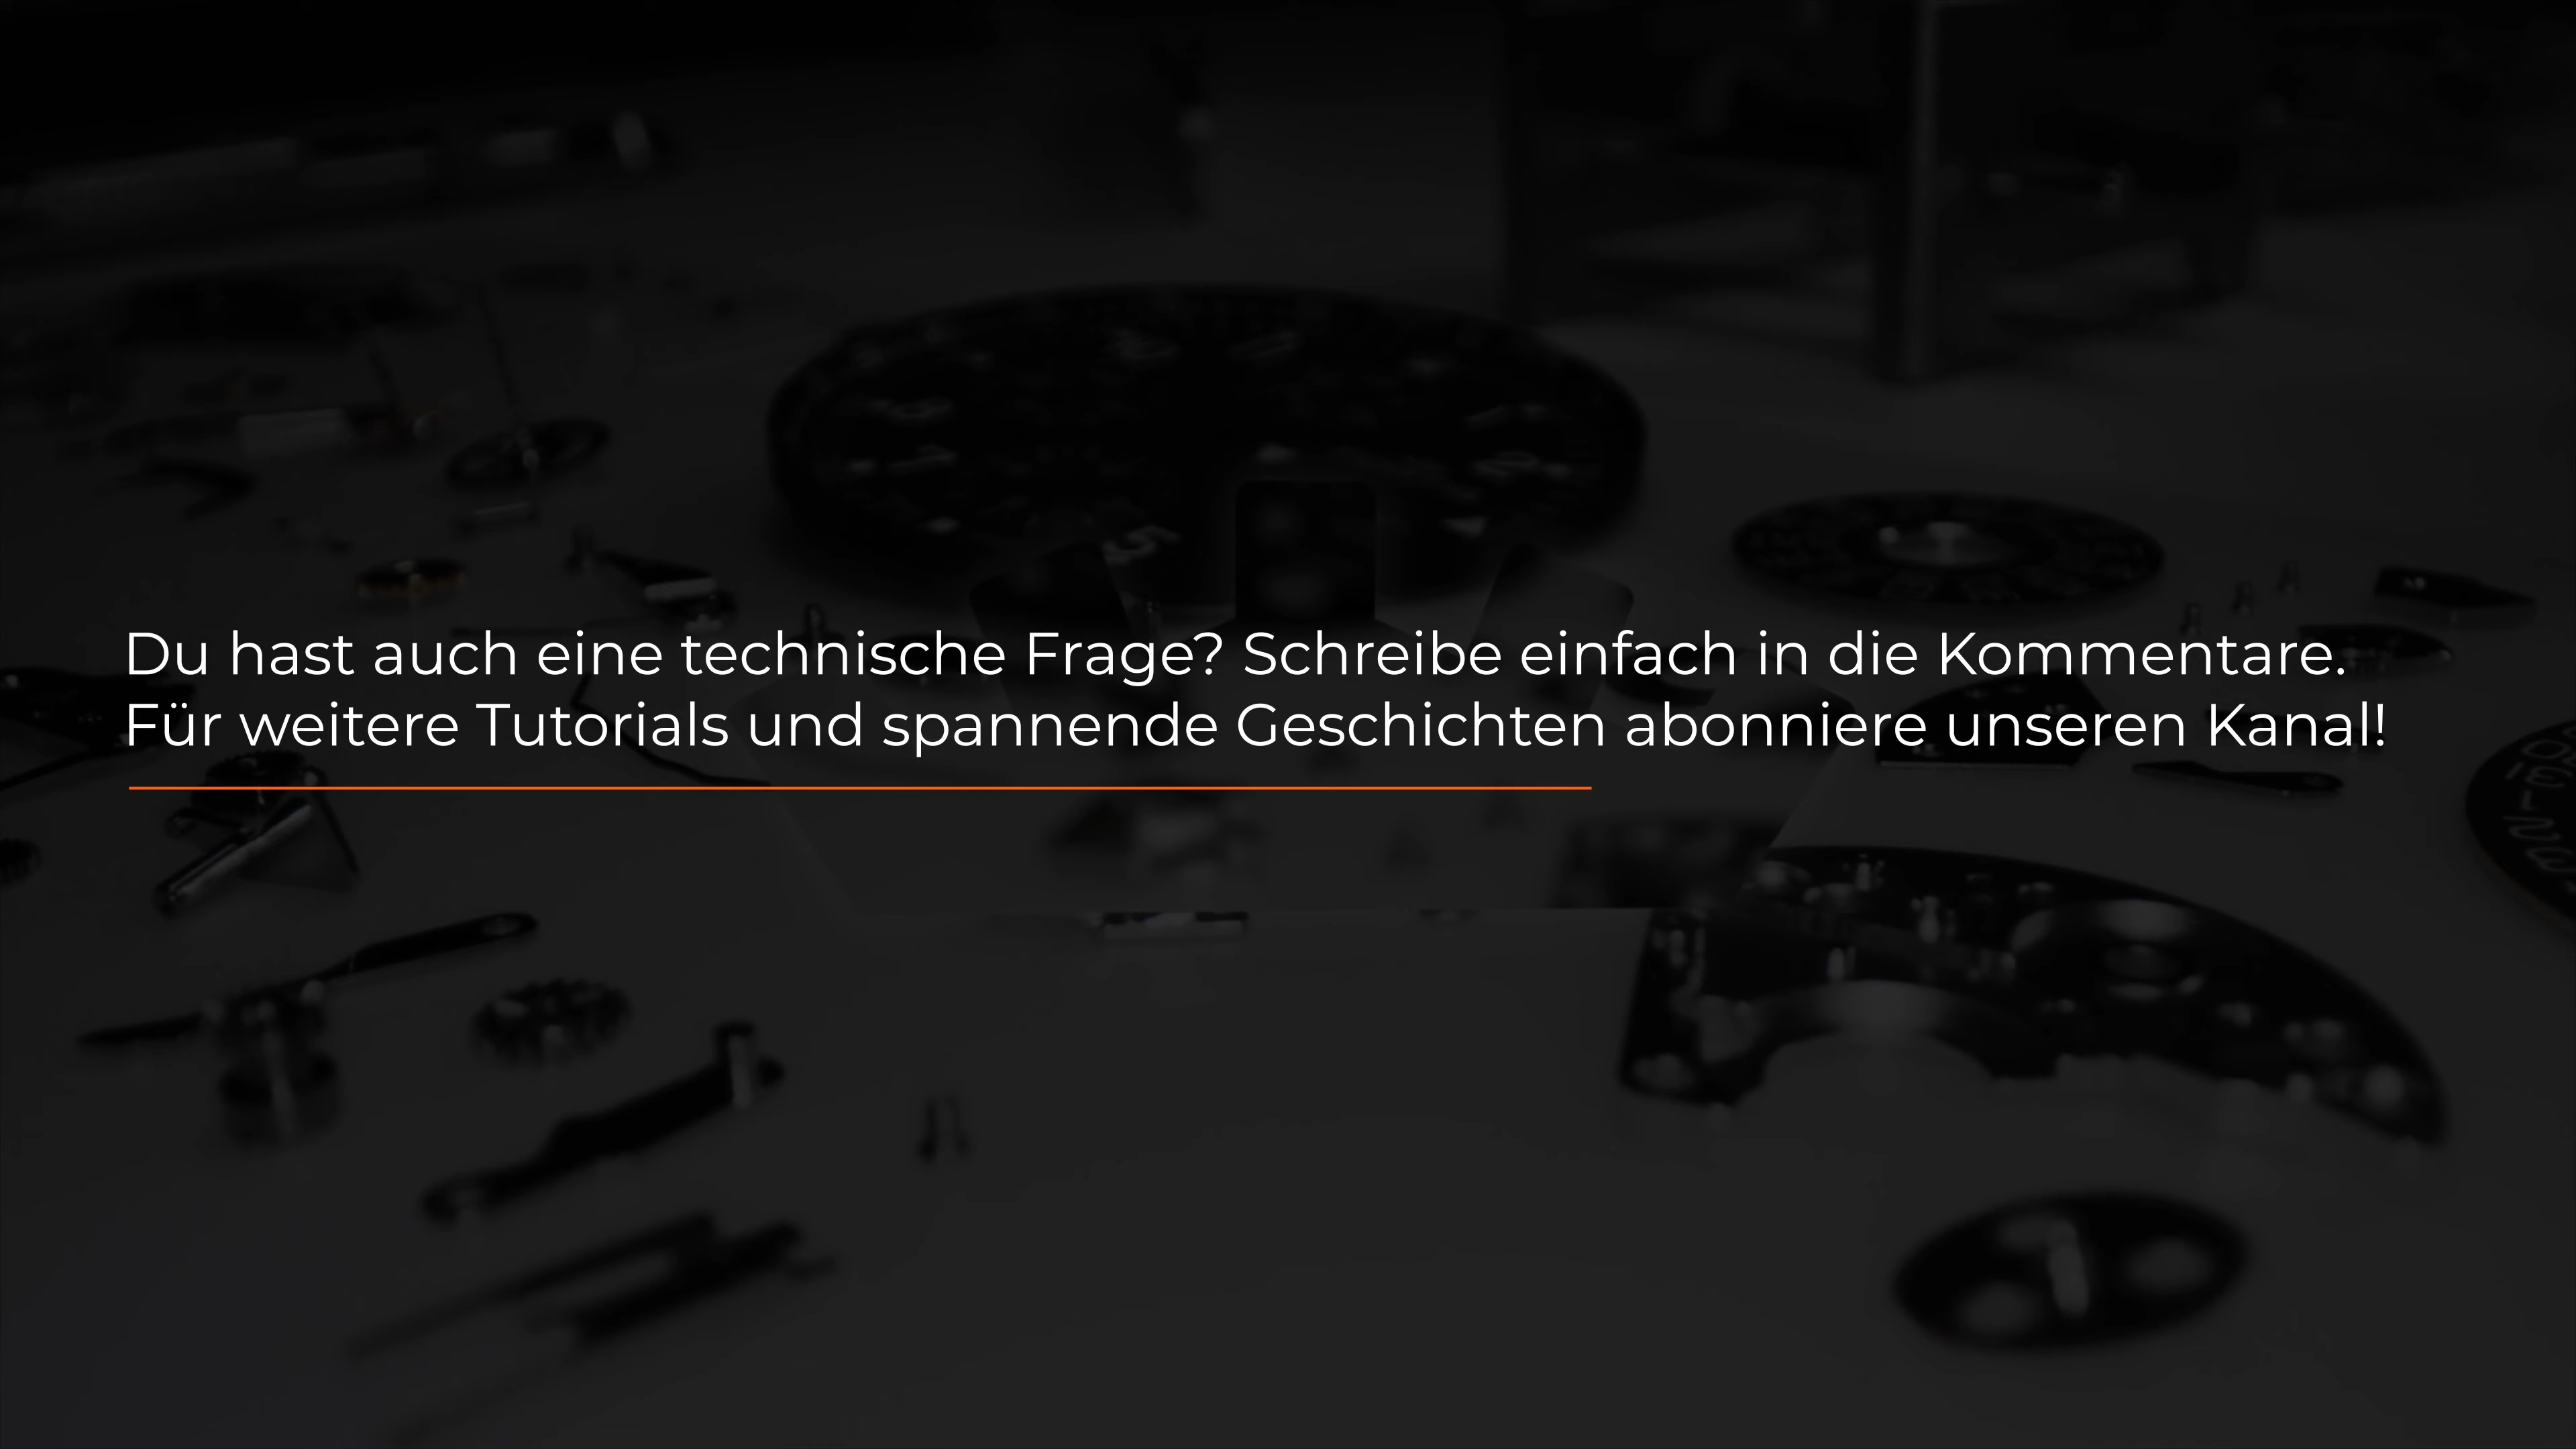 Du hast auch eine technische Frage? Schreibe einfach in die Kommentare.
Für weitere Tutorials und spannende Geschichten abonniere unseren Kanal!